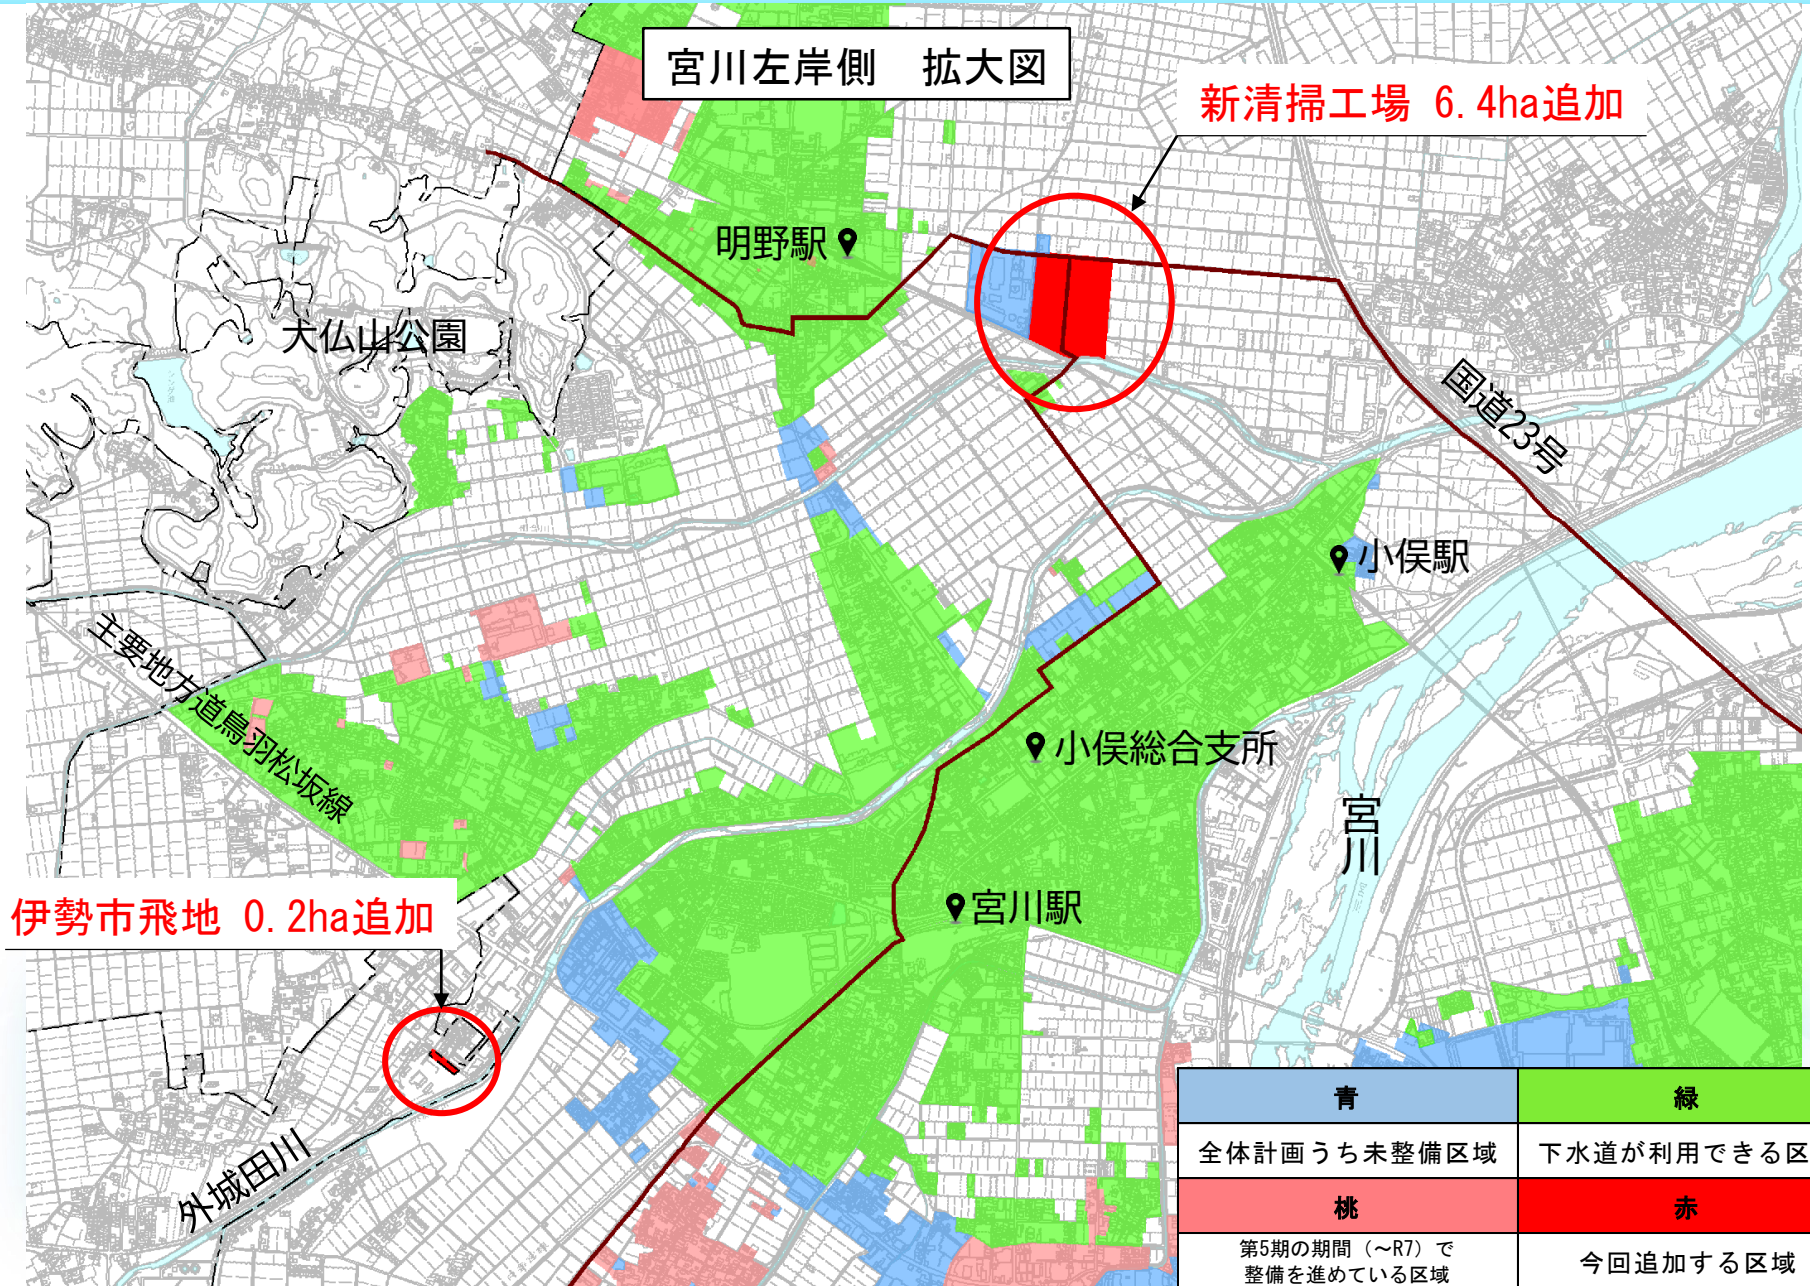 宮川左岸側　拡大図
新清掃工場 6.4ha追加
明野駅
大仏山公園
国道23号
小俣駅
主要地方道鳥羽松坂線
小俣総合支所
宮川
宮川駅
伊勢市飛地 0.2ha追加
外城田川
青
緑
全体計画うち未整備区域
下水道が利用できる区
桃
赤
第5期の期間（～R7）で
整備を進めている区域
今回追加する区域